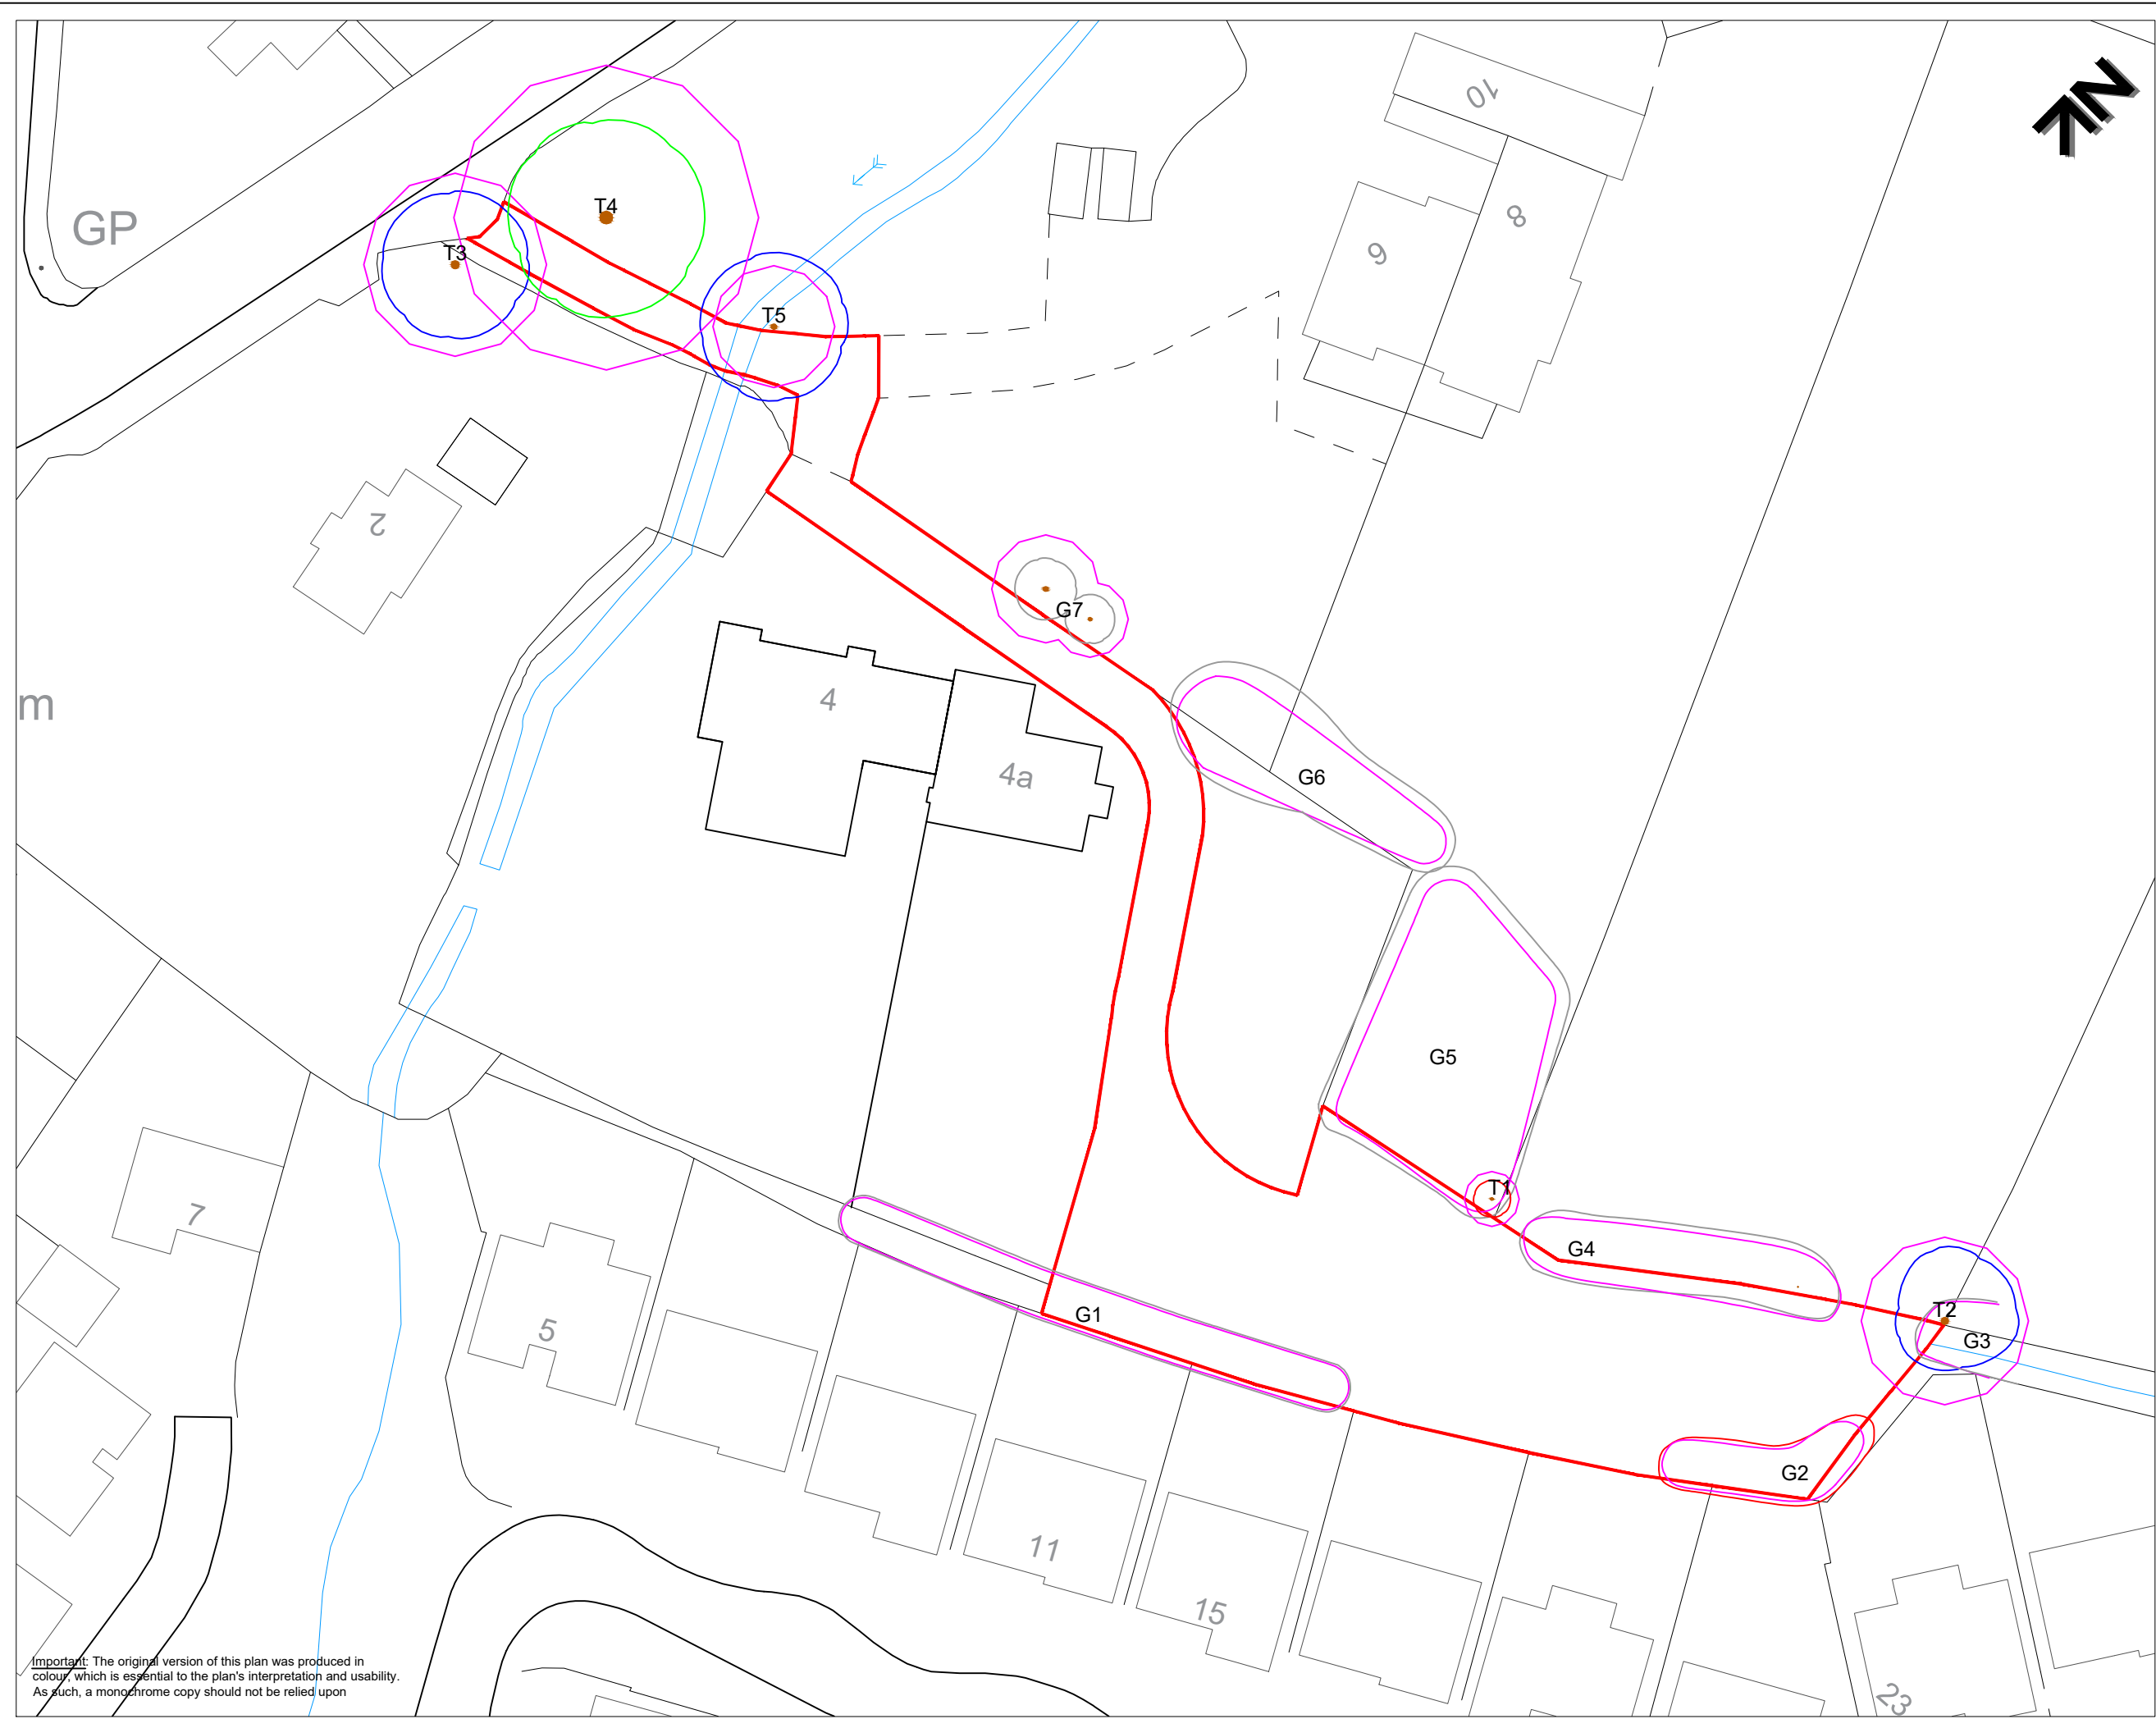 10
N
GP
T4
8
T3
9
T5
2
G7
m
4
4a
G6
G5
T1
7
G4
T2
G1
5
G3
G2
11
15
Important: The original version of this plan was produced in
colour, which is essential to the plan's interpretation and usability.
As such, a monochrome copy should not be relied upon
23